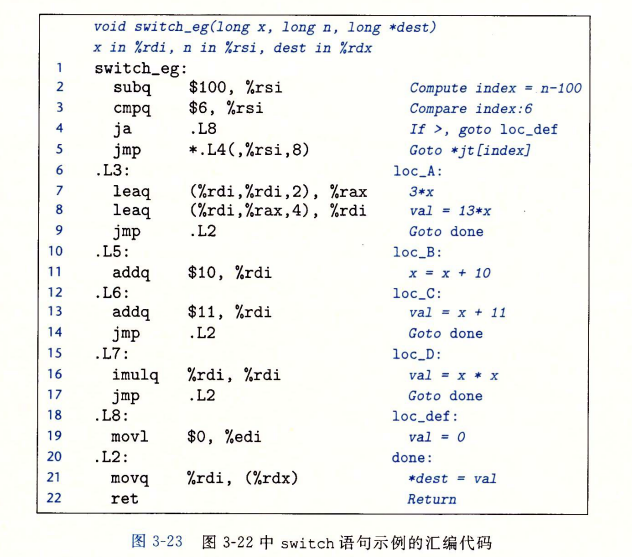 void switch_eg(long x, long n, long *dest)
x in %rdi, n in %rsi, dest in %rdx
1 switch_eg:
2 subq $100, %rsi Compute index = n-100
3 cmpq $6, %rsi Compare index:6
4 ja .L8 If >, goto loc_def
5 jmp *.L4(,%rsi,8) Goto *jt[index]
6 .L3: loc_A:
7 leaq (%rdi,%rdi,2), %rax 3*x
8 leaq (%rdi,%rax,4), %rdi val = 13*x
9 jmp .L2 Goto done
10 .L5: loc_B:
11 addq $10, %rdi x = x + 10
12 .L6: loc_C:
13 addq $11, %rdi val = x + 11
14 jmp .L2 Goto done
15 .L7: loc_D:
16 imulq %rdi, %rdi val = x * x
17 jmp .L2 Goto done
18 .L8: loc_def:
19 movl $0, %edi val = 0
20 .L2: done:
21 movq %rdi, (%rdx) *dest = val
22 ret Return
图 3-23 图 3-22 中 switch 语句示例的汇编代码